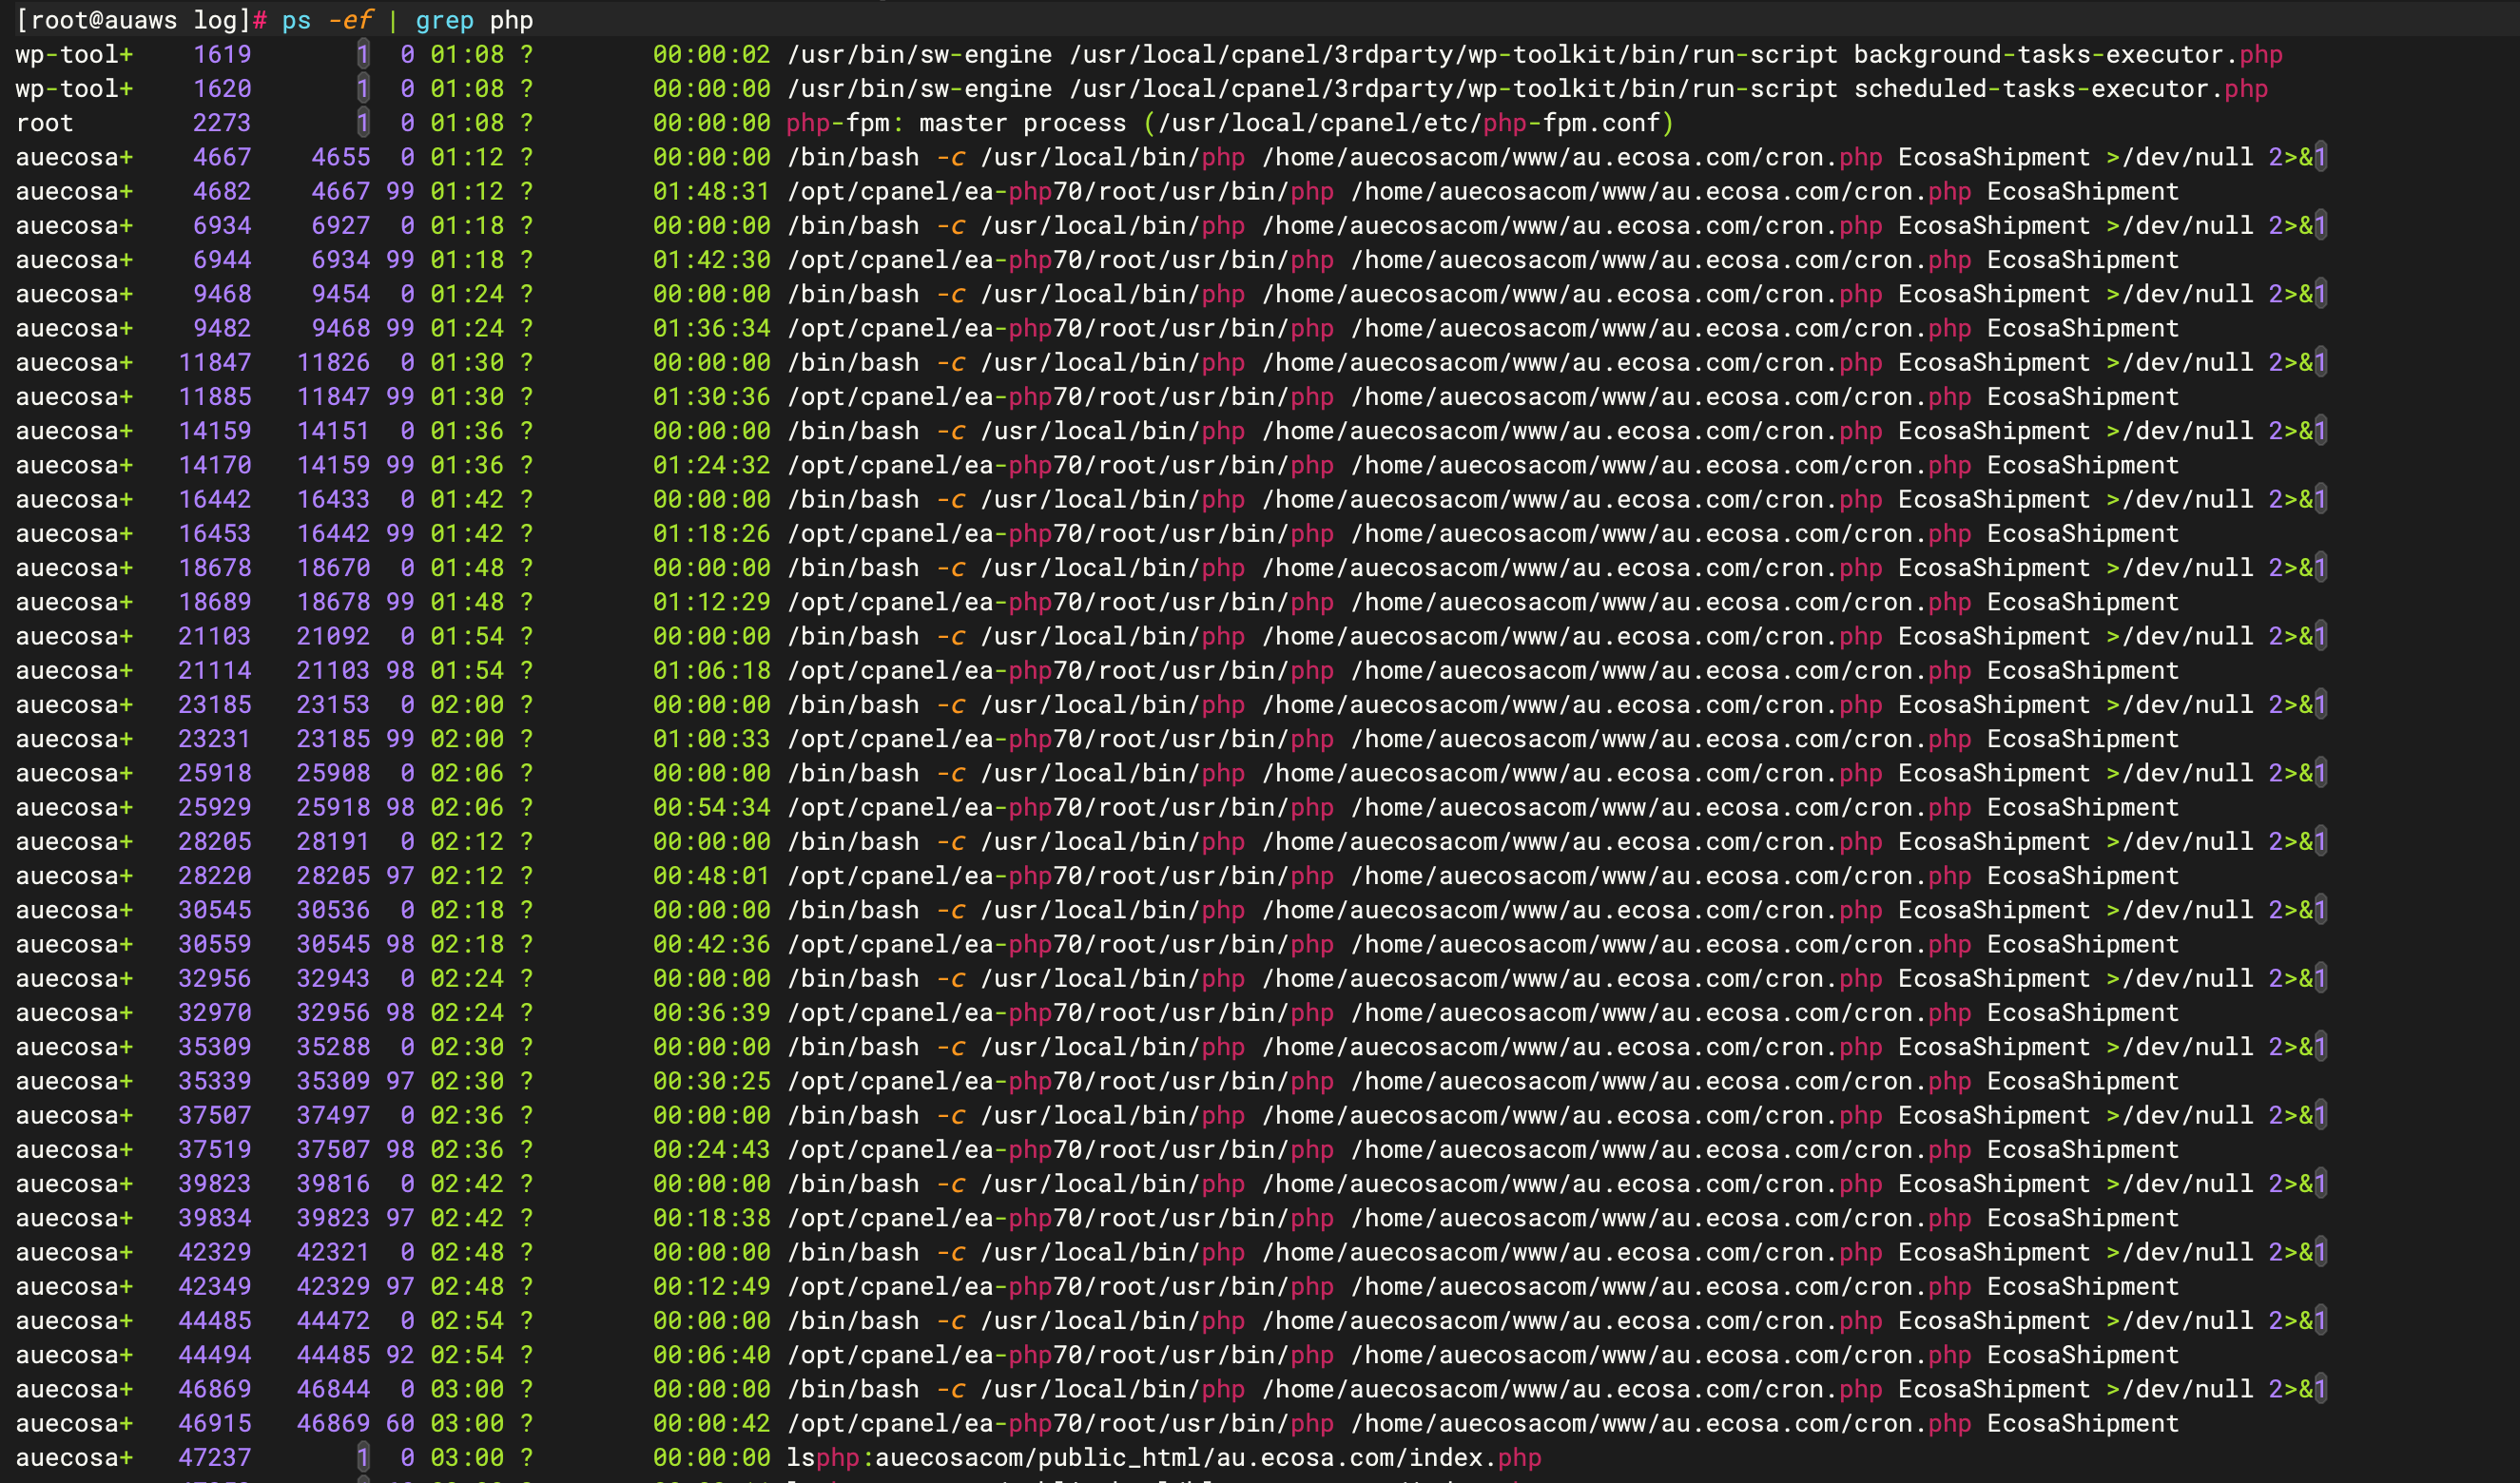 [root@auaws log]# ps -ef | grep php
wp-tool+ 1619 1 0 01:08 ? 00:00:02 /usr/bin/sw-engine /usr/local/cpanel/3rdparty/wp-toolkit/bin/run-script background-tasks-executor.php
wp-tool+ 1620 1 0 01:08 ? 00:00:00 /usr/bin/sw-engine /usr/local/cpanel/3rdparty/wp-toolkit/bin/run-script scheduled-tasks-executor.php
root 2273 1 0 01:08 ? 00:00:00 php-fpm: master process (/usr/local/cpanel/etc/php-fpm.conf)
auecosa+ 4667 4655 0 01:12 ? 00:00:00 /bin/bash -c /usr/local/bin/php /home/auecosacom/www/au.ecosa.com/cron.php EcosaShipment >/dev/null 2>&1
auecosa+ 4682 4667 99 01:12 ? 01:48:31 /opt/cpanel/ea-php70/root/usr/bin/php /home/auecosacom/www/au.ecosa.com/cron.php EcosaShipment
auecosa+ 6934 6927 0 01:18 ? 00:00:00 /bin/bash -c /usr/local/bin/php /home/auecosacom/www/au.ecosa.com/cron.php EcosaShipment >/dev/null 2>&1
auecosa+ 6944 6934 99 01:18 ? 01:42:30 /opt/cpanel/ea-php70/root/usr/bin/php /home/auecosacom/www/au.ecosa.com/cron.php EcosaShipment
auecosa+ 9468 9454 0 01:24 ? 00:00:00 /bin/bash -c /usr/local/bin/php /home/auecosacom/www/au.ecosa.com/cron.php EcosaShipment >/dev/null 2>&1
auecosa+ 9482 9468 99 01:24 ? 01:36:34 /opt/cpanel/ea-php70/root/usr/bin/php /home/auecosacom/www/au.ecosa.com/cron.php EcosaShipment
auecosa+ 11847 11826 0 01:30 ? 00:00:00 /bin/bash -c /usr/local/bin/php /home/auecosacom/www/au.ecosa.com/cron.php EcosaShipment >/dev/null 2>&1
auecosa+ 11885 11847 99 01:30 ? 01:30:36 /opt/cpanel/ea-php70/root/usr/bin/php /home/auecosacom/www/au.ecosa.com/cron.php EcosaShipment
auecosa+ 14159 14151 0 01:36 ? 00:00:00 /bin/bash -c /usr/local/bin/php /home/auecosacom/www/au.ecosa.com/cron.php EcosaShipment >/dev/null 2>&1
auecosa+ 14170 14159 99 01:36 ? 01:24:32 /opt/cpanel/ea-php70/root/usr/bin/php /home/auecosacom/www/au.ecosa.com/cron.php EcosaShipment
auecosa+ 16442 16433 0 01:42 ? 00:00:00 /bin/bash -c /usr/local/bin/php /home/auecosacom/www/au.ecosa.com/cron.php EcosaShipment >/dev/null 2>&1
auecosa+ 16453 16442 99 01:42 ? 01:18:26 /opt/cpanel/ea-php70/root/usr/bin/php /home/auecosacom/www/au.ecosa.com/cron.php EcosaShipment
auecosa+ 18678 18670 0 01:48 ? 00:00:00 /bin/bash -c /usr/local/bin/php /home/auecosacom/www/au.ecosa.com/cron.php EcosaShipment >/dev/null 2>&1
auecosa+ 18689 18678 99 01:48 ? 01:12:29 /opt/cpanel/ea-php70/root/usr/bin/php /home/auecosacom/www/au.ecosa.com/cron.php EcosaShipment
auecosa+ 21103 21092 0 01:54 ? 00:00:00 /bin/bash -c /usr/local/bin/php /home/auecosacom/www/au.ecosa.com/cron.php EcosaShipment >/dev/null 2>&1
auecosa+ 21114 21103 98 01:54 ? 01:06:18 /opt/cpanel/ea-php70/root/usr/bin/php /home/auecosacom/www/au.ecosa.com/cron.php EcosaShipment
auecosa+ 23185 23153 0 02:00 ? 00:00:00 /bin/bash -c /usr/local/bin/php /home/auecosacom/www/au.ecosa.com/cron.php EcosaShipment >/dev/null 2>&1
auecosa+ 23231 23185 99 02:00 ? 01:00:33 /opt/cpanel/ea-php70/root/usr/bin/php /home/auecosacom/www/au.ecosa.com/cron.php EcosaShipment
auecosa+ 25918 25908 0 02:06 ? 00:00:00 /bin/bash -c /usr/local/bin/php /home/auecosacom/www/au.ecosa.com/cron.php EcosaShipment >/dev/null 2>&1
auecosa+ 25929 25918 98 02:06 ? 00:54:34 /opt/cpanel/ea-php70/root/usr/bin/php /home/auecosacom/www/au.ecosa.com/cron.php EcosaShipment
auecosa+ 28205 28191 0 02:12 ? 00:00:00 /bin/bash -c /usr/local/bin/php /home/auecosacom/www/au.ecosa.com/cron.php EcosaShipment >/dev/null 2>&1
auecosa+ 28220 28205 97 02:12 ? 00:48:01 /opt/cpanel/ea-php70/root/usr/bin/php /home/auecosacom/www/au.ecosa.com/cron.php EcosaShipment
auecosa+ 30545 30536 0 02:18 ? 00:00:00 /bin/bash -c /usr/local/bin/php /home/auecosacom/www/au.ecosa.com/cron.php EcosaShipment >/dev/null 2>&1
auecosa+ 30559 30545 98 02:18 ? 00:42:36 /opt/cpanel/ea-php70/root/usr/bin/php /home/auecosacom/www/au.ecosa.com/cron.php EcosaShipment
auecosa+ 32956 32943 0 02:24 ? 00:00:00 /bin/bash -c /usr/local/bin/php /home/auecosacom/www/au.ecosa.com/cron.php EcosaShipment >/dev/null 2>&1
auecosa+ 32970 32956 98 02:24 ? 00:36:39 /opt/cpanel/ea-php70/root/usr/bin/php /home/auecosacom/www/au.ecosa.com/cron.php EcosaShipment
auecosa+ 35309 35288 0 02:30 ? 00:00:00 /bin/bash -c /usr/local/bin/php /home/auecosacom/www/au.ecosa.com/cron.php EcosaShipment >/dev/null 2>&1
auecosa+ 35339 35309 97 02:30 ? 00:30:25 /opt/cpanel/ea-php70/root/usr/bin/php /home/auecosacom/www/au.ecosa.com/cron.php EcosaShipment
auecosa+ 37507 37497 0 02:36 ? 00:00:00 /bin/bash -c /usr/local/bin/php /home/auecosacom/www/au.ecosa.com/cron.php EcosaShipment >/dev/null 2>&1
auecosa+ 37519 37507 98 02:36 ? 00:24:43 /opt/cpanel/ea-php70/root/usr/bin/php /home/auecosacom/www/au.ecosa.com/cron.php EcosaShipment
auecosa+ 39823 39816 0 02:42 ? 00:00:00 /bin/bash -c /usr/local/bin/php /home/auecosacom/www/au.ecosa.com/cron.php EcosaShipment >/dev/null 2>&1
auecosa+ 39834 39823 97 02:42 ? 00:18:38 /opt/cpanel/ea-php70/root/usr/bin/php /home/auecosacom/www/au.ecosa.com/cron.php EcosaShipment
auecosa+ 42329 42321 0 02:48 ? 00:00:00 /bin/bash -c /usr/local/bin/php /home/auecosacom/www/au.ecosa.com/cron.php EcosaShipment >/dev/null 2>&1
auecosa+ 42349 42329 97 02:48 ? 00:12:49 /opt/cpanel/ea-php70/root/usr/bin/php /home/auecosacom/www/au.ecosa.com/cron.php EcosaShipment
auecosa+ 44485 44472 0 02:54 ? 00:00:00 /bin/bash -c /usr/local/bin/php /home/auecosacom/www/au.ecosa.com/cron.php EcosaShipment >/dev/null 2>&1
auecosa+ 44494 44485 92 02:54 ? 00:06:40 /opt/cpanel/ea-php70/root/usr/bin/php /home/auecosacom/www/au.ecosa.com/cron.php EcosaShipment
auecosa+ 46869 46844 0 03:00 ? 00:00:00 /bin/bash -c /usr/local/bin/php /home/auecosacom/www/au.ecosa.com/cron.php EcosaShipment >/dev/null 2>&1
auecosa+ 46915 46869 60 03:00 ? 00:00:42 /opt/cpanel/ea-php70/root/usr/bin/php /home/auecosacom/www/au.ecosa.com/cron.php EcosaShipment
auecosa+ 47237 1 0 03:00 ? 00:00:00 lsphp:auecosacom/public_html/au.ecosa.com/index.php